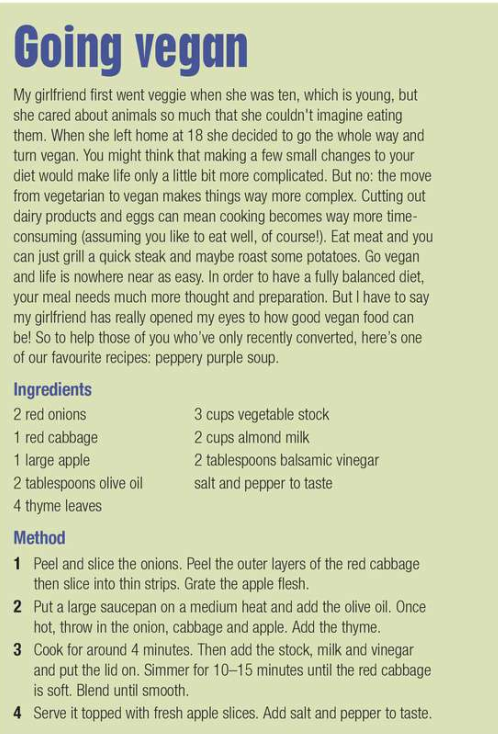 Going vegan
My girlfriend first went veggie when she was ten, which is young, but
she cared about animals so much that she couldn't imagine eating
them. When she left home at 18 she decided to go the whole way and
turn vegan. You might think that making a few small changes to your
diet would make life only a little bit more complicated. But no: the move
from vegetarian to vegan makes things way more complex. Cutting out
dairy products and eggs can mean cooking becomes way more time-
consuming (assuming you like to eat well, of course!). Eat meat and you
can just grill a quick steak and maybe roast some potatoes. Go vegan
and life is nowhere near as easy. In order to have a fully balanced diet,
your meal needs much more thought and preparation. But I have to say
my girlfriend has really opened my eyes to how good vegan food can
be! So to help those of you who've only recently converted, here's one
of our favourite recipes: peppery purple soup.
Ingredients
2 red onions
1 red cabbage
1 large apple
2 tablespoons olive oil
4 thyme leaves
3 cups vegetable stock
2 cups almond milk
2 tablespoons balsamic vinegar
salt and pepper to taste
Method
1 Peel and slice the onions. Peel the outer layers of the red cabbage
then slice into thin strips. Grate the apple flesh.
2 Put a large saucepan on a medium heat and add the olive oil. Once
hot, throw in the onion, cabbage and apple. Add the thyme.
3 Cook for around 4 minutes. Then add the stock, milk and vinegar
and put the lid on. Simmer for 10–15 minutes until the red cabbage
is soft. Blend until smooth.
4 Serve it topped with fresh apple slices. Add salt and pepper to taste.